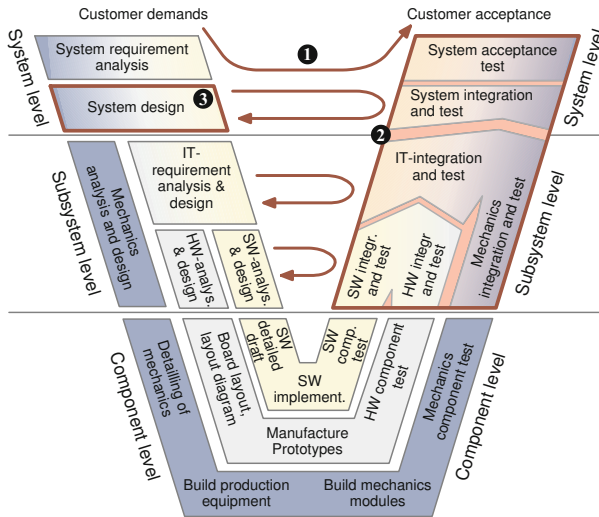 Customer demands
Customer acceptance
System level
System requirement
analysis
1
System acceptance
test
System level
System design
3
System integration
and test
2
Subsystem level
Mechanics
analysis and design
IT-
requirement
analysis &
design
IT-integration
and test
HW-analys.
& design
SW-analys.
& design
SW integr.
and test
HW integr
and test
Mechanics
integration and test
Subsystem level
Component level
Detailling of
mechanics
Board layout,
layout diagram
SW
detailed
draft
SW
comp.
test
SW
implement.
HW component
test
Mechanics
component test
Component level
Manufacture
Prototypes
Build production
equipment
Build mechanics
modules